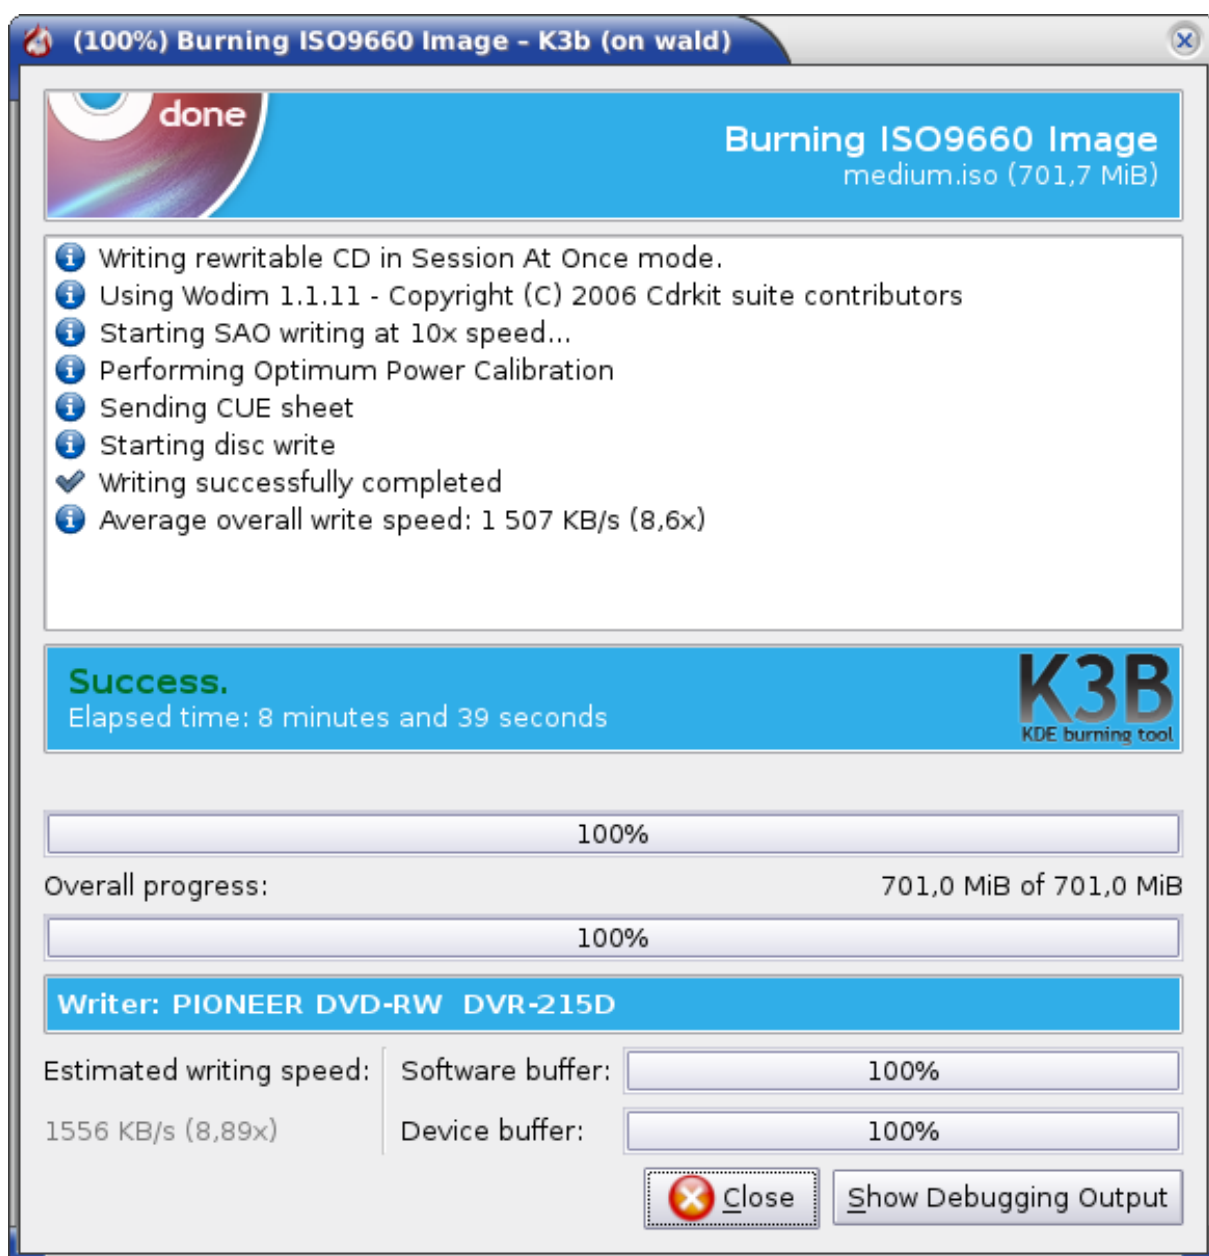 (100%) Burning ISO9660 Image – K3b (on wald)
done
Burning ISO9660 Image
medium.iso (701,7 MiB)
Writing rewritable CD in Session At Once mode.
Using Wodim 1.1.11 - Copyright (C) 2006 Cdrkit suite contributors
Starting SAO writing at 10x speed...
Performing Optimum Power Calibration
Sending CUE sheet
Starting disc write
Writing successfully completed
Average overall write speed: 1 507 KB/s (8,6x)
Success.
Elapsed time: 8 minutes and 39 seconds
K3B
KDE burning tool
100%
Overall progress: 701,0 MiB of 701,0 MiB
100%
Writer: PIONEER DVD-RW  DVR-215D
Estimated writing speed: Software buffer: 100%
1556 KB/s (8,89x) Device buffer: 100%
Close Show Debugging Output